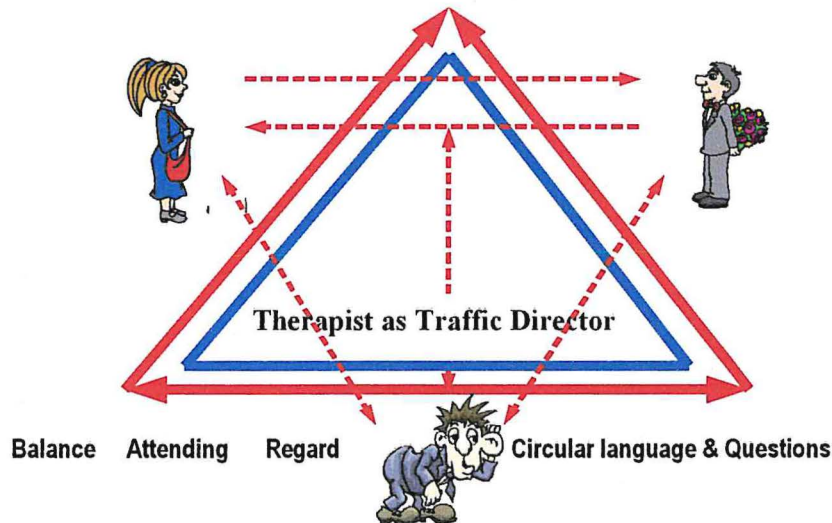 Therapist as Traffic Director
Balance Attending Regard Circular language & Questions